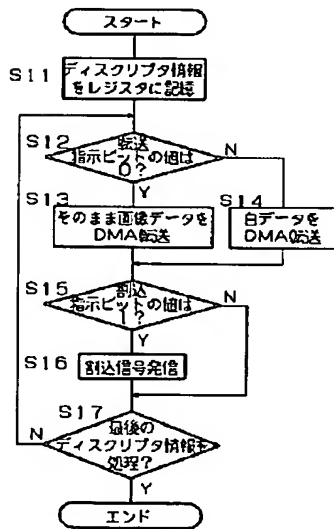 スタート
S11
ディスクリプタ情報
をレジスタに記憶
S12
転送
指示ビットの値は
0?
N
Y
S13
そのまま画像データを
DMA転送
S14
白データを
DMA転送
S15
割込
指示ビットの値は
1?
N
Y
S16
割込信号発信
S17
最後の
ディスクリプタ情報を
処理?
N
Y
エンド